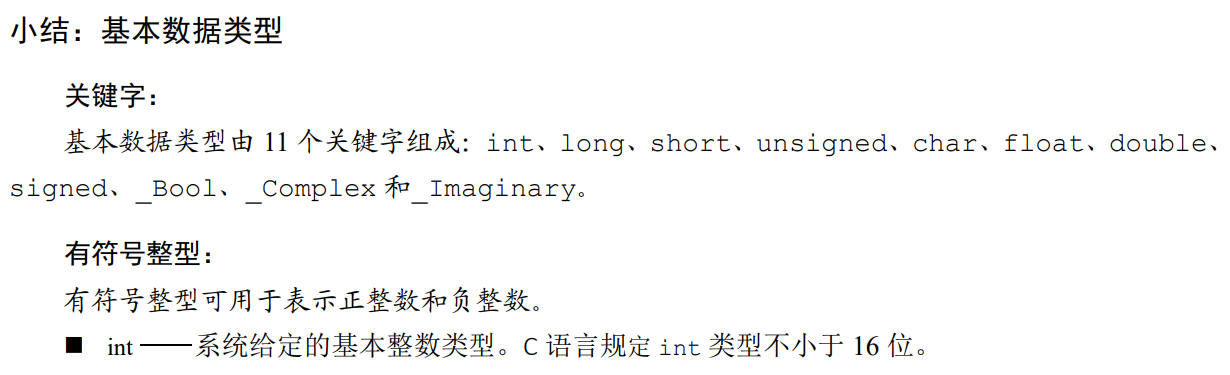 小结：基本数据类型
关键字：
基本数据类型由 11 个关键字组成：int、long、short、unsigned、char、float、double、
signed、_Bool、_Complex 和_Imaginary。
有符号整型：
有符号整型可用于表示正整数和负整数。
■ int ——系统给定的基本整数类型。C 语言规定 int 类型不小于 16 位。